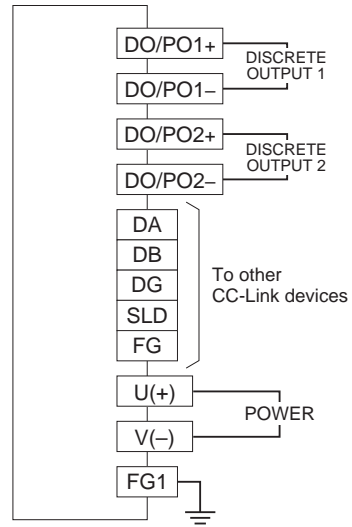 DO/PO1+
DISCRETE
OUTPUT 1
DO/PO1–
DO/PO2+
DISCRETE
OUTPUT 2
DO/PO2–
DA
DB
DG
SLD
FG
To other
CC-Link devices
U(+)
POWER
V(–)
FG1